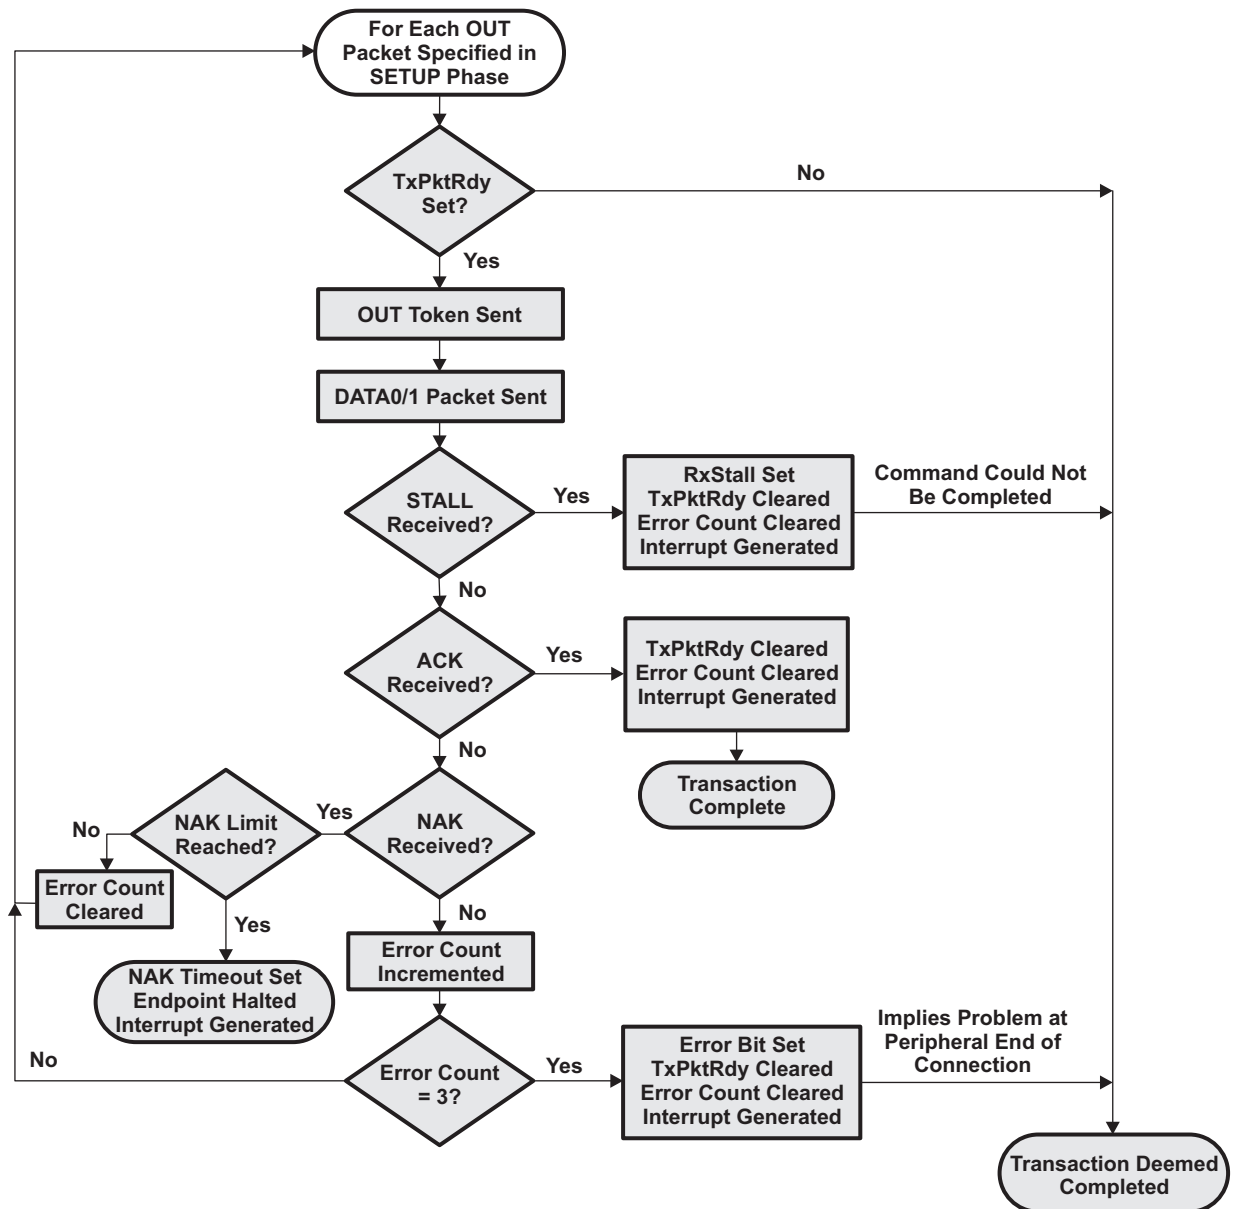 For Each OUT
Packet Specified in
SETUP Phase
TxPktRdy
Set?
No
Yes
OUT Token Sent
DATA0/1 Packet Sent
STALL
Received?
Yes
RxStall Set
TxPktRdy Cleared
Error Count Cleared
Interrupt Generated
Command Could Not
Be Completed
No
ACK
Received?
Yes
TxPktRdy Cleared
Error Count Cleared
Interrupt Generated
No
Transaction
Complete
NAK
Received?
Yes
NAK Limit
Reached?
No
Error Count
Cleared
Yes
NAK Timeout Set
Endpoint Halted
Interrupt Generated
No
Error Count
Incremented
Error Count
= 3?
No
Yes
Error Bit Set
TxPktRdy Cleared
Error Count Cleared
Interrupt Generated
Implies Problem at
Peripheral End of
Connection
Transaction Deemed
Completed